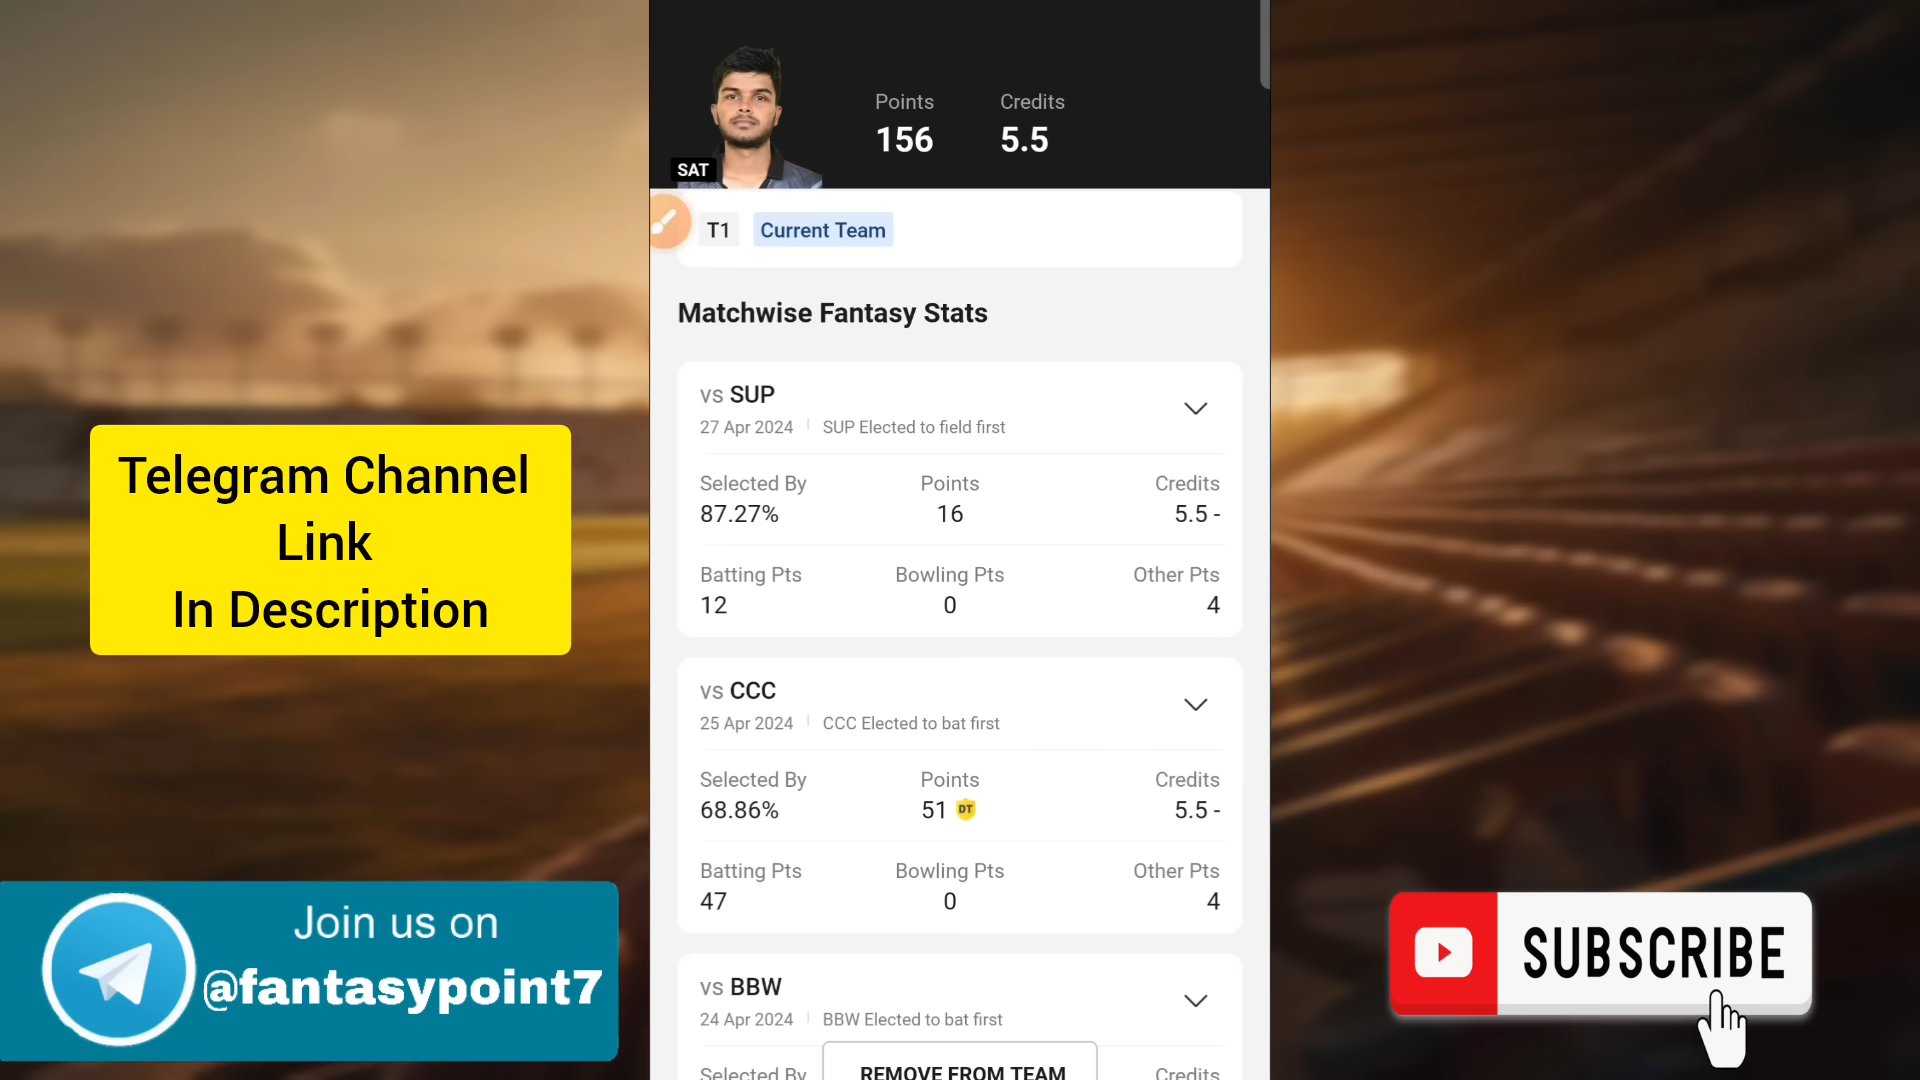 Points
Credits
156
5.5
SAT
T1
Current Team
Matchwise Fantasy Stats
vs SUP
27 Apr 2024
SUP Elected to field first
Selected By
Points
Credits
87.27%
16
5.5 -
Batting Pts
Bowling Pts
Other Pts
12
0
4
vs CCC
25 Apr 2024
CCC Elected to bat first
Selected By
Points
Credits
68.86%
51 DT
5.5 -
Batting Pts
Bowling Pts
Other Pts
47
0
4
vs BBW
24 Apr 2024
BBW Elected to bat first
Selected By
REMOVE FROM TEAM
Credits
Telegram Channel
Link
In Description
Join us on
@fantasypoint7
SUBSCRIBE